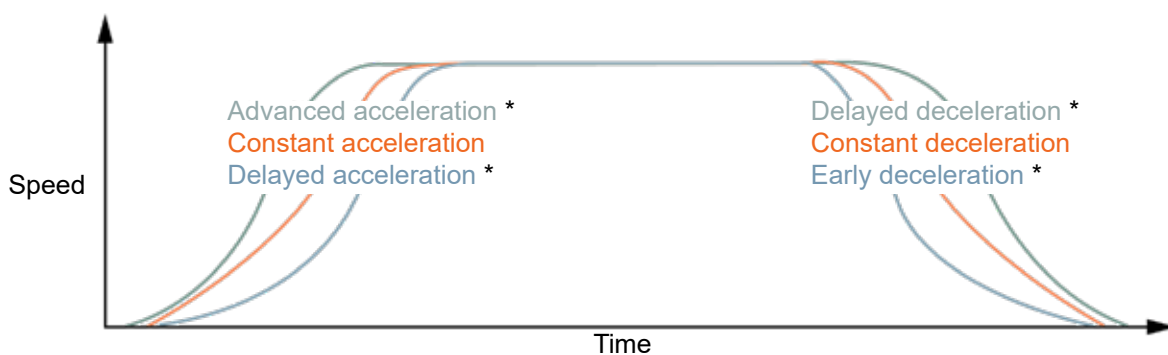 Advanced acceleration *
Constant acceleration
Delayed acceleration *
Delayed deceleration *
Constant deceleration
Early deceleration *
Speed
Time